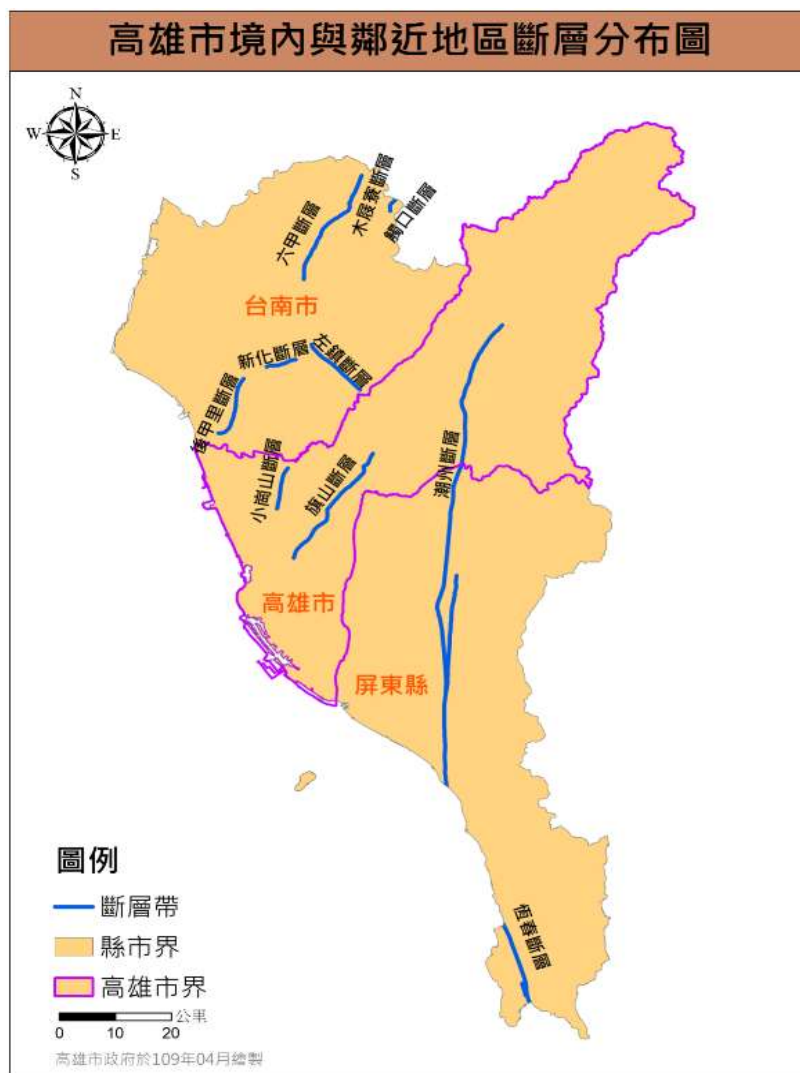 高雄市境內與鄰近地區斷層分布圖
N
W
E
S
木屐寮斷層
觸口斷層
六甲斷層
台南市
左鎮斷層
新化斷層
後甲里斷層
小崗山斷層
旗山斷層
潮州斷層
高雄市
屏東縣
恆春斷層
圖例
斷層帶
縣市界
高雄市界
公里
0 10 20
高雄市政府於109年04月繪製